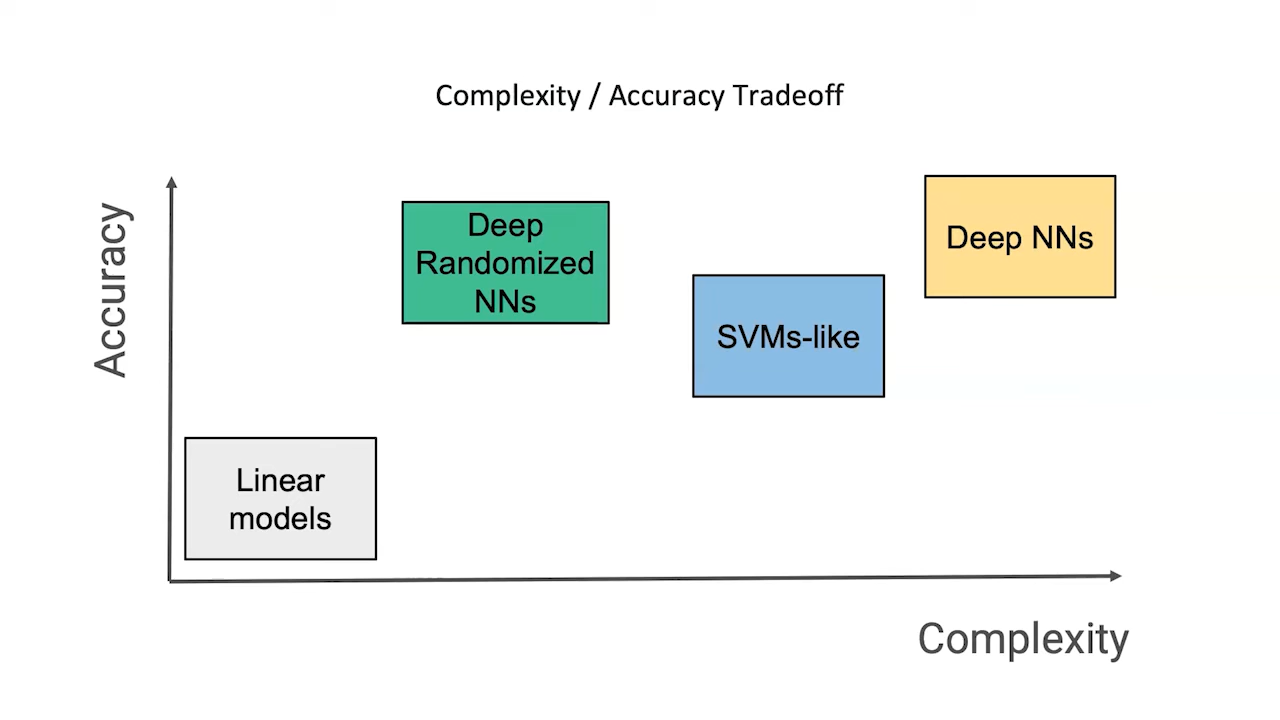 Complexity / Accuracy Tradeoff
Accuracy
Deep
Randomized
NNs
SVMs-like
Deep NNs
Linear
models
Complexity